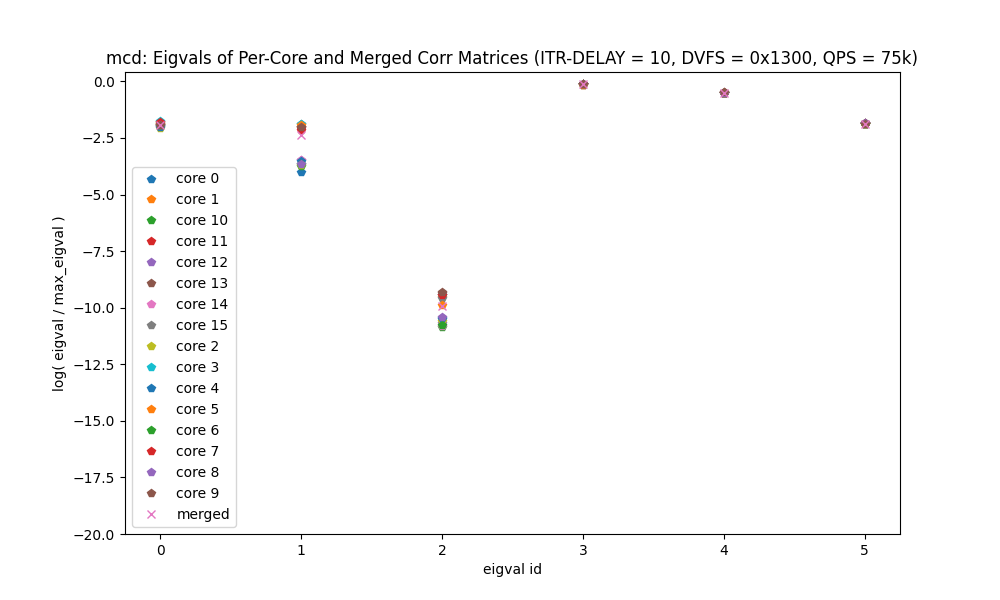 mcd: Eigvals of Per-Core and Merged Corr Matrices (ITR-DELAY = 10, DVFS = 0x1300, QPS = 75k)
log( eigval / max_eigval )
0.0
−2.5
−5.0
−7.5
−10.0
−12.5
−15.0
−17.5
−20.0
core 0
core 1
core 10
core 11
core 12
core 13
core 14
core 15
core 2
core 3
core 4
core 5
core 6
core 7
core 8
core 9
merged
0 1 2 3 4 5
eigval id